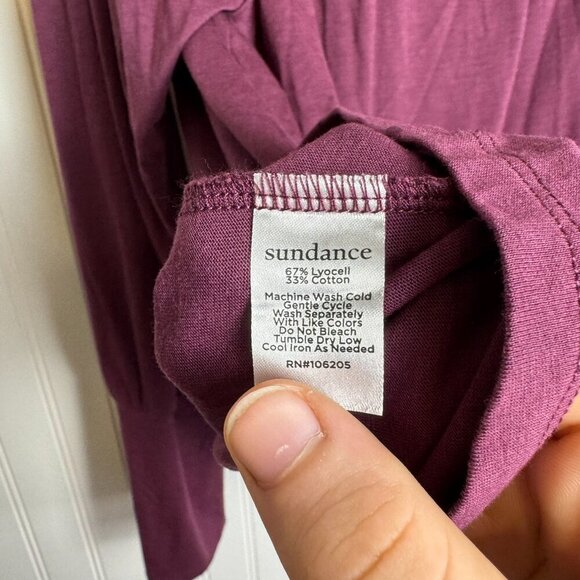 sundance
67% Lyocell
33% Cotton
Machine Wash Cold
Gentle Cycle
Wash Separately
With Like Colors
Do Not Bleach
Tumble Dry Low
Cool Iron As Needed
RN#106205